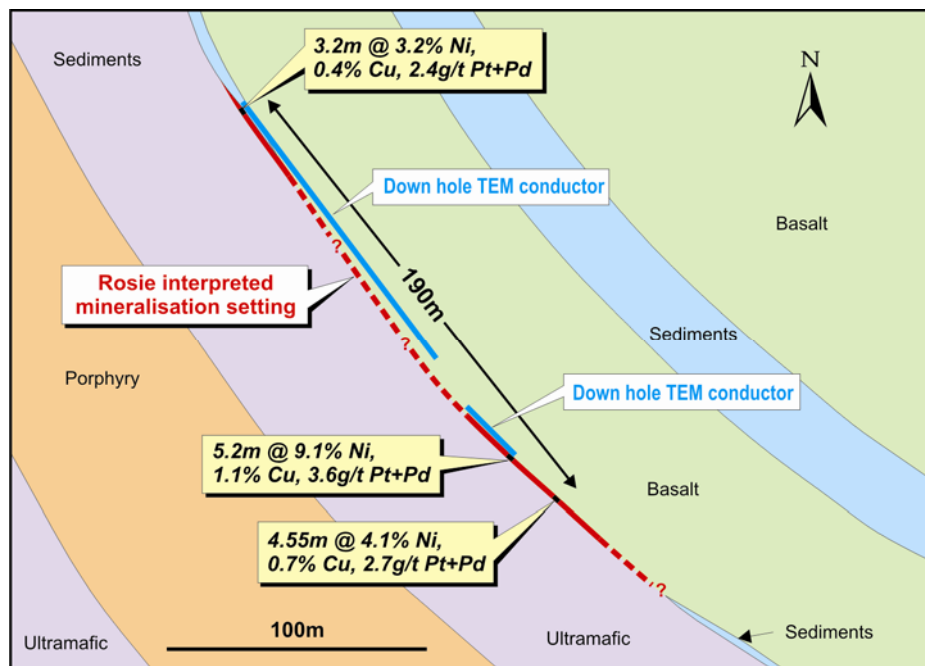 Sediments
3.2m @ 3.2% Ni,
0.4% Cu, 2.4g/t Pt+Pd
N
Down hole TEM conductor
Basalt
?
Rosie interpreted
mineralisation setting
190m
Sediments
?
Porphyry
Down hole TEM conductor
5.2m @ 9.1% Ni,
1.1% Cu, 3.6g/t Pt+Pd
Basalt
4.55m @ 4.1% Ni,
0.7% Cu, 2.7g/t Pt+Pd
?
100m
Ultramafic
Ultramafic
Sediments